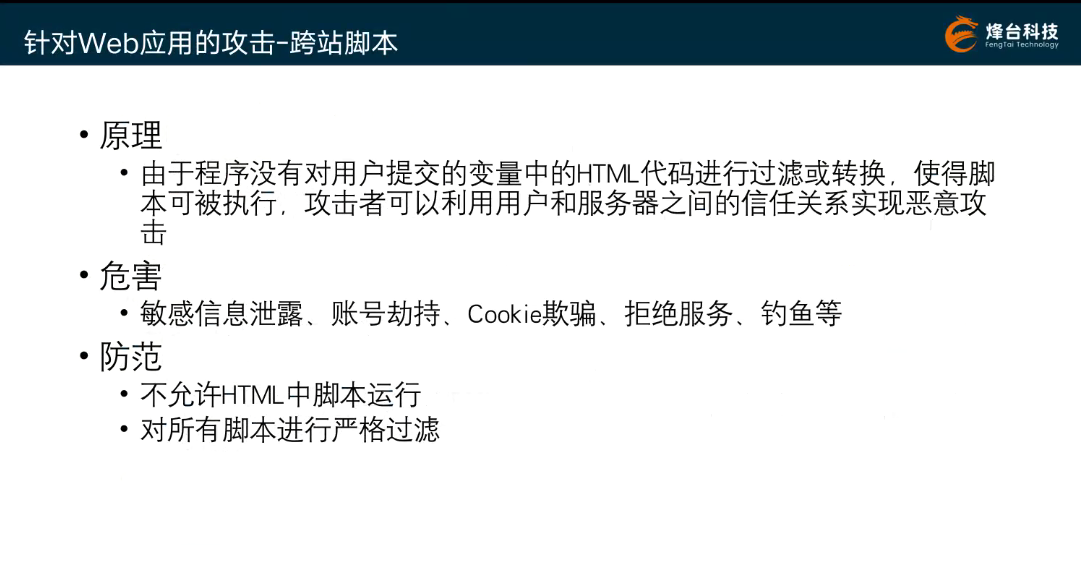 针对Web应用的攻击-跨站脚本
烽台科技
FengTai Technology
• 原理
• 由于程序没有对用户提交的变量中的HTML代码进行过滤或转换，使得脚
本可被执行，攻击者可以利用用户和服务器之间的信任关系实现恶意攻
击
• 危害
• 敏感信息泄露、账号劫持、Cookie欺骗、拒绝服务、钓鱼等
• 防范
• 不允许HTML中脚本运行
• 对所有脚本进行严格过滤